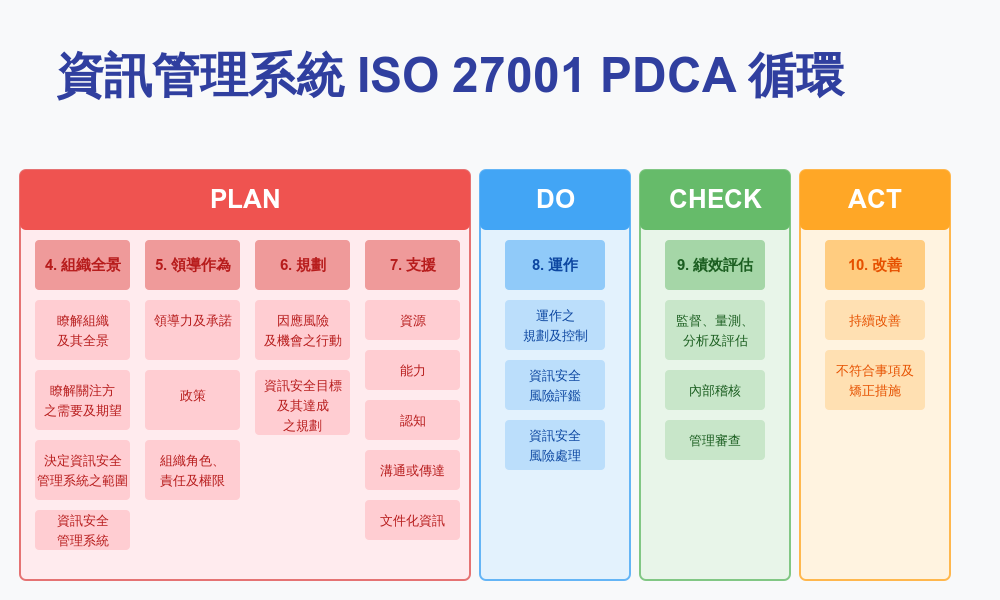 資訊管理系統 ISO 27001 PDCA 循環
PLAN
4. 組織全景
瞭解組織
及其全景
瞭解關注方
之需要及期望
決定資訊安全
管理系統之範圍
資訊安全
管理系統
5. 領導作為
領導力及承諾
政策
組織角色、
責任及權限
6. 規劃
因應風險
及機會之行動
資訊安全目標
及其達成
之規劃
7. 支援
資源
能力
認知
溝通或傳達
文件化資訊
DO
8. 運作
運作之
規劃及控制
資訊安全
風險評鑑
資訊安全
風險處理
CHECK
9. 績效評估
監督、量測、
分析及評估
內部稽核
管理審查
ACT
10. 改善
持續改善
不符合事項及
矯正措施